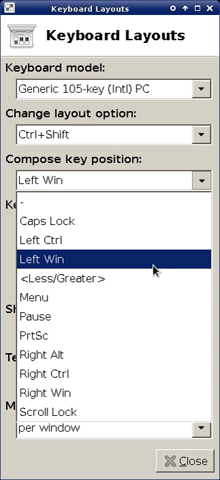 Keyboard Layouts
Keyboard Layouts
Keyboard model:
Generic 105-key (Intl) PC
Change layout option:
Ctrl+Shift
Compose key position:
Left Win
-
Caps Lock
Left Ctrl
Left Win
<Less/Greater>
Menu
Pause
PrtSc
Right Alt
Right Ctrl
Right Win
Scroll Lock
per window
Close